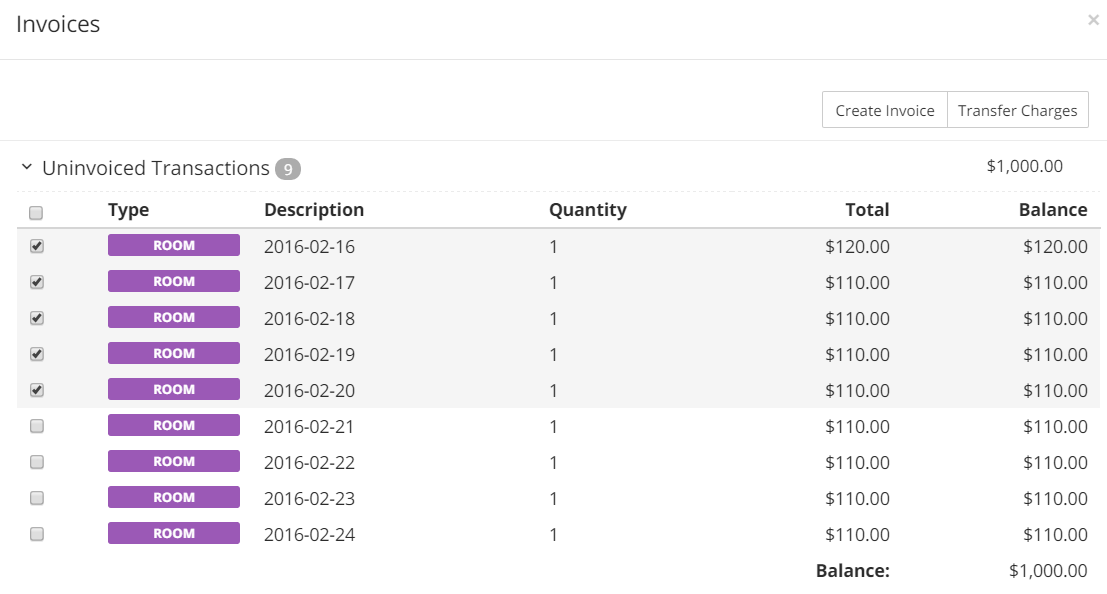 Invoices ×
Create Invoice Transfer Charges
Uninvoiced Transactions 9 $1,000.00
Type Description Quantity Total Balance
ROOM 2016-02-16 1 $120.00 $120.00
ROOM 2016-02-17 1 $110.00 $110.00
ROOM 2016-02-18 1 $110.00 $110.00
ROOM 2016-02-19 1 $110.00 $110.00
ROOM 2016-02-20 1 $110.00 $110.00
ROOM 2016-02-21 1 $110.00 $110.00
ROOM 2016-02-22 1 $110.00 $110.00
ROOM 2016-02-23 1 $110.00 $110.00
ROOM 2016-02-24 1 $110.00 $110.00
Balance: $1,000.00